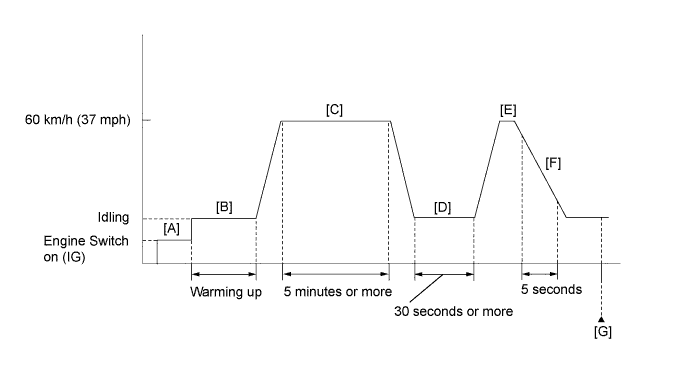 [C]
[E]
60 km/h (37 mph)
[F]
[B]
[D]
Idling
[A]
Engine Switch
on (IG)
Warming up
5 minutes or more
5 seconds
30 seconds or more
[G]